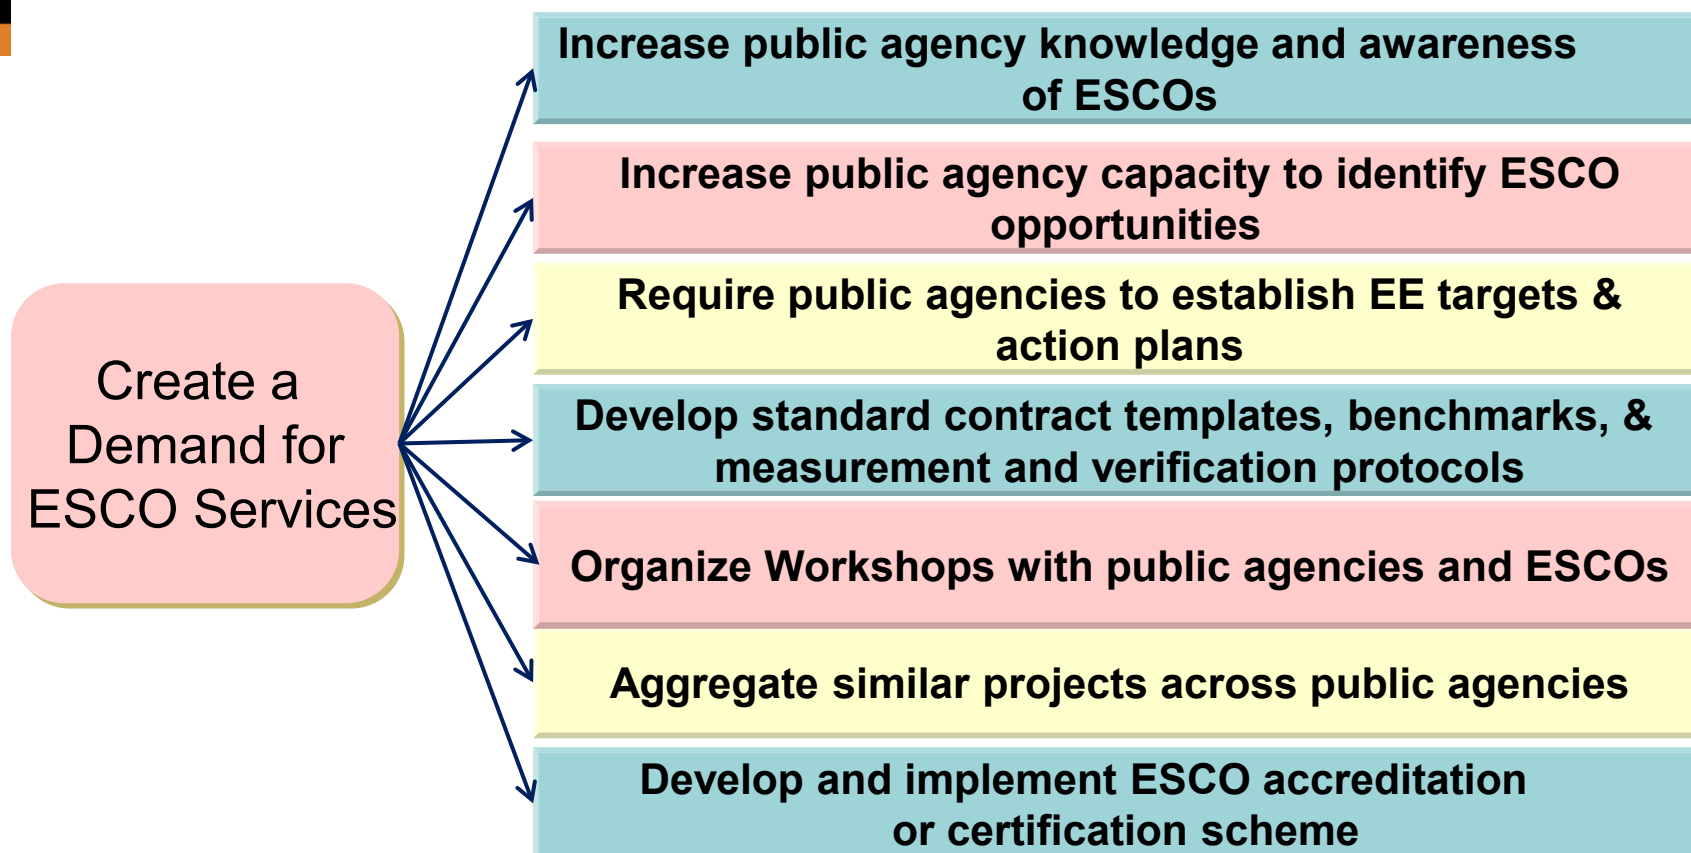 Create a
Demand for
ESCO Services
Increase public agency knowledge and awareness
of ESCOs
Increase public agency capacity to identify ESCO
opportunities
Require public agencies to establish EE targets &
action plans
Develop standard contract templates, benchmarks, &
measurement and verification protocols
Organize Workshops with public agencies and ESCOs
Aggregate similar projects across public agencies
Develop and implement ESCO accreditation
or certification scheme